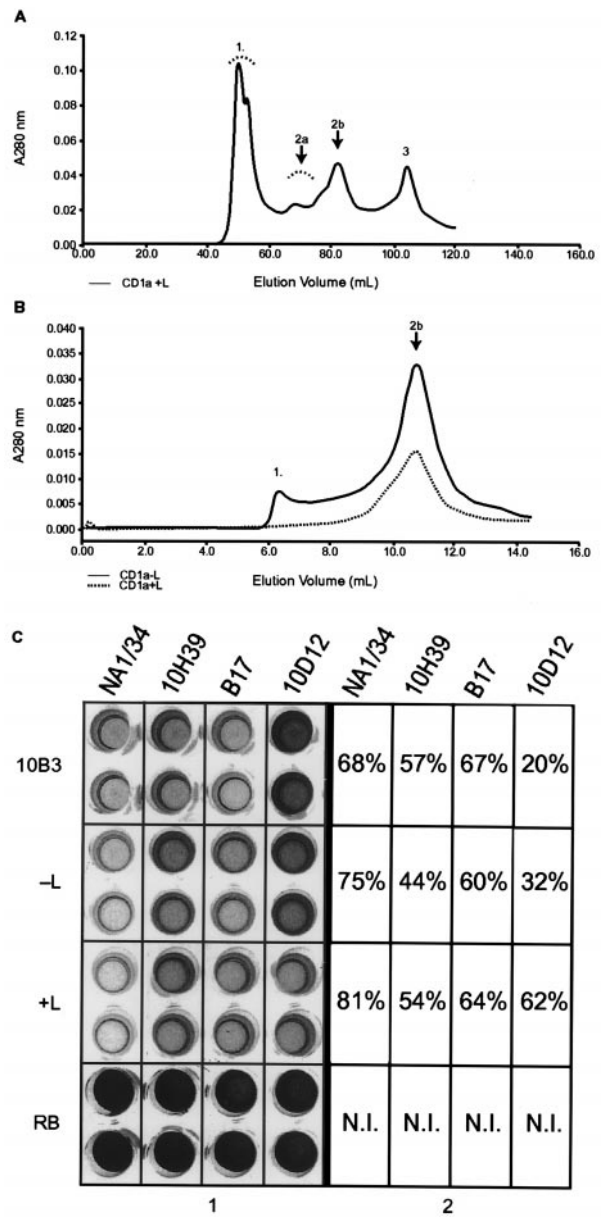 A
0.12
0.10
0.08
0.06
0.04
0.02
0.00
A280 nm
1.
2a
2b
3
0.00 20.0 40.0 60.0 80.0 100.0 120.0 140.0 160.0
CD1a +L
Elution Volume (mL)
B
0.040
0.035
0.030
0.025
0.020
0.015
0.010
0.005
0.000
A280 nm
1.
2b
0.00 2.0 4.0 6.0 8.0 10.0 12.0 14.0 16.0
CD1a-L
CD1a+L
Elution Volume (mL)
C
NA1/34 10H39 B17 10D12 NA1/34 10H39 B17 10D12
10B3 68% 57% 67% 20%
–L 75% 44% 60% 32%
+L 81% 54% 64% 62%
RB N.I. N.I. N.I. N.I.
1 2